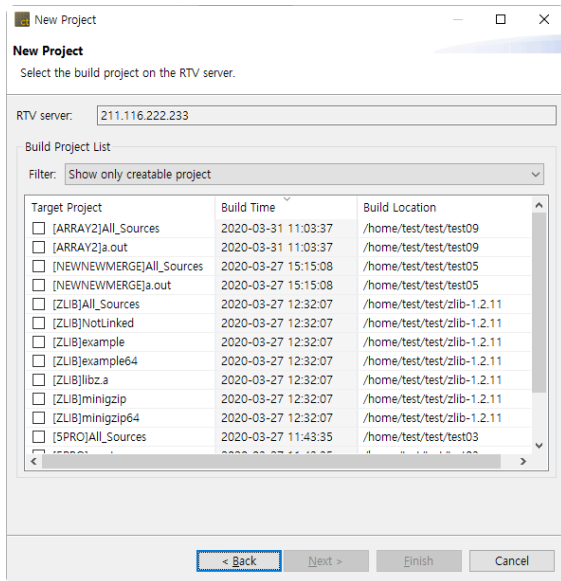 ct New Project
New Project
Select the build project on the RTV server.
RTV server: 211.116.222.233
Build Project List
Filter: Show only creatable project
Target Project Build Time Build Location
[ARRAY2]All_Sources 2020-03-31 11:03:37 /home/test/test/test09
[ARRAY2]a.out 2020-03-31 11:03:37 /home/test/test/test09
[NEWNEWMERGE]All_Sources 2020-03-27 15:15:08 /home/test/test/test05
[NEWNEWMERGE]a.out 2020-03-27 15:15:08 /home/test/test/test05
[ZLIB]All_Sources 2020-03-27 12:32:07 /home/test/test/zlib-1.2.11
[ZLIB]NotLinked 2020-03-27 12:32:07 /home/test/test/zlib-1.2.11
[ZLIB]example 2020-03-27 12:32:07 /home/test/test/zlib-1.2.11
[ZLIB]example64 2020-03-27 12:32:07 /home/test/test/zlib-1.2.11
[ZLIB]libz.a 2020-03-27 12:32:07 /home/test/test/zlib-1.2.11
[ZLIB]minigzip 2020-03-27 12:32:07 /home/test/test/zlib-1.2.11
[ZLIB]minigzip64 2020-03-27 12:32:07 /home/test/test/zlib-1.2.11
[5PRO]All_Sources 2020-03-27 11:43:35 /home/test/test/test03
< Back Next > Finish Cancel